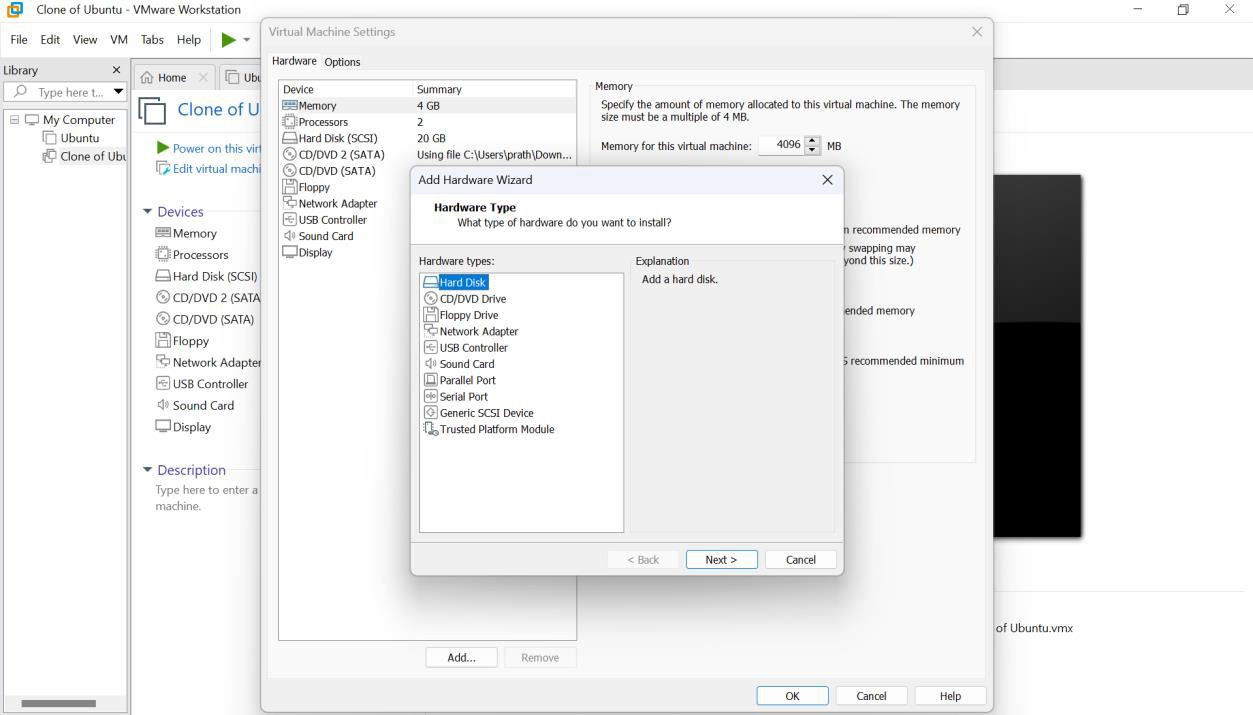 Clone of Ubuntu - VMware Workstation
File Edit View VM Tabs Help
Library
Type here t...
My Computer
Ubuntu
Clone of Ubu
Home
Ubu
Clone of U
Power on this virt
Edit virtual machi
Devices
Memory
Processors
Hard Disk (SCSI)
CD/DVD 2 (SATA
CD/DVD (SATA)
Floppy
Network Adapter
USB Controller
Sound Card
Display
Description
Type here to enter a
machine.
Virtual Machine Settings
Hardware Options
Device Summary
Memory 4 GB
Processors 2
Hard Disk (SCSI) 20 GB
CD/DVD 2 (SATA) Using file C:\Users\prath\Down...
CD/DVD (SATA)
Floppy
Network Adapter
USB Controller
Sound Card
Display
Add... Remove
Memory
Specify the amount of memory allocated to this virtual machine. The memory
size must be a multiple of 4 MB.
Memory for this virtual machine: 4096 MB
m recommended memory
swapping may
yond this size.)
ended memory
S recommended minimum
Add Hardware Wizard
Hardware Type
What type of hardware do you want to install?
Hardware types:
Hard Disk
CD/DVD Drive
Floppy Drive
Network Adapter
USB Controller
Sound Card
Parallel Port
Serial Port
Generic SCSI Device
Trusted Platform Module
Explanation
Add a hard disk.
< Back Next > Cancel
OK Cancel Help
of Ubuntu.vmx